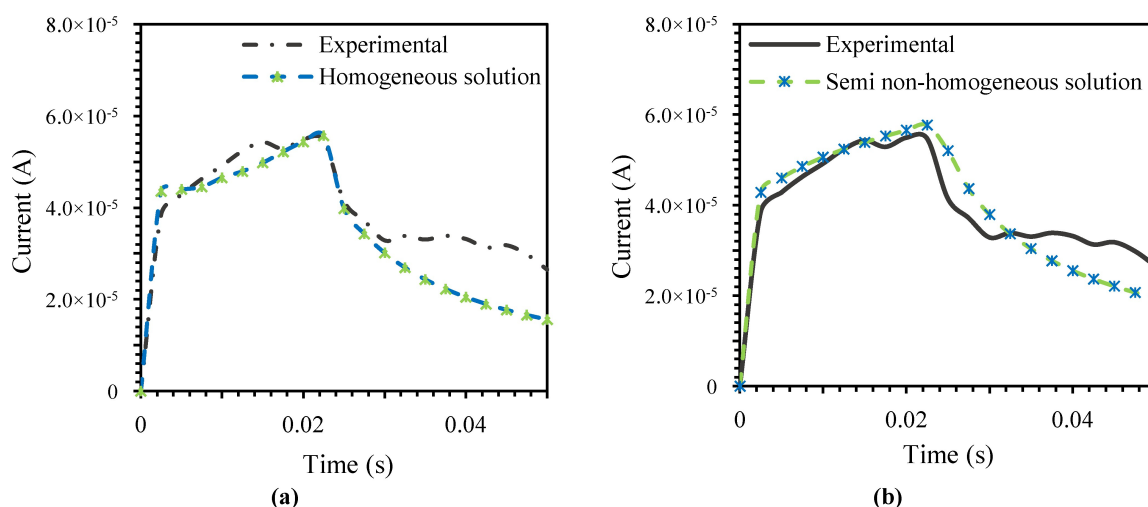 8.0×10⁻⁵
6.0×10⁻⁵
4.0×10⁻⁵
2.0×10⁻⁵
0
Current (A)
Experimental
Homogeneous solution
0
0.02
0.04
Time (s)
(a)
8.0×10⁻⁵
6.0×10⁻⁵
4.0×10⁻⁵
2.0×10⁻⁵
0
Current (A)
Experimental
Semi non-homogeneous solution
0
0.02
0.04
Time (s)
(b)